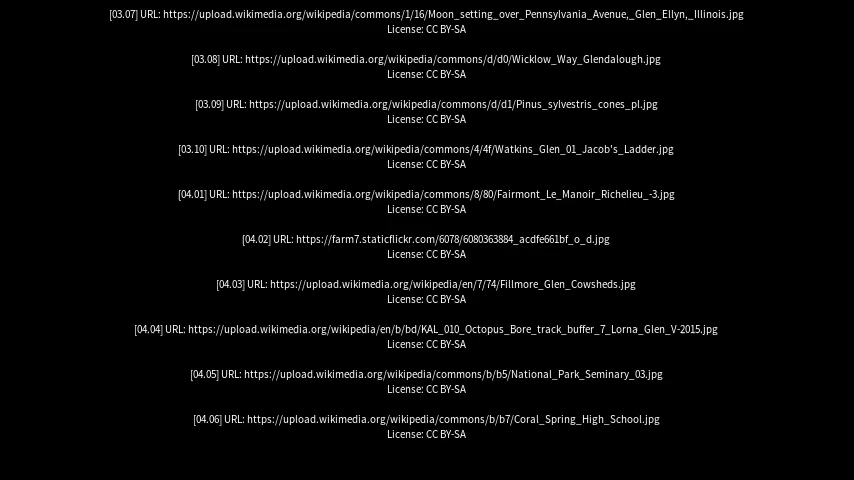 [03.07] URL: https://upload.wikimedia.org/wikipedia/commons/1/16/Moon_setting_over_Pennsylvania_Avenue,_Glen_Ellyn,_Illinois.jpg
License: CC BY-SA
[03.08] URL: https://upload.wikimedia.org/wikipedia/commons/d/d0/Wicklow_Way_Glendalough.jpg
License: CC BY-SA
[03.09] URL: https://upload.wikimedia.org/wikipedia/commons/d/d1/Pinus_sylvestris_cones_pl.jpg
License: CC BY-SA
[03.10] URL: https://upload.wikimedia.org/wikipedia/commons/4/4f/Watkins_Glen_01_Jacob's_Ladder.jpg
License: CC BY-SA
[04.01] URL: https://upload.wikimedia.org/wikipedia/commons/8/80/Fairmont_Le_Manoir_Richelieu_-3.jpg
License: CC BY-SA
[04.02] URL: https://farm7.staticflickr.com/6078/6080363884_acdfe661bf_o_d.jpg
License: CC BY-SA
[04.03] URL: https://upload.wikimedia.org/wikipedia/en/7/74/Fillmore_Glen_Cowsheds.jpg
License: CC BY-SA
[04.04] URL: https://upload.wikimedia.org/wikipedia/en/b/bd/KAL_010_Octopus_Bore_track_buffer_7_Lorna_Glen_V-2015.jpg
License: CC BY-SA
[04.05] URL: https://upload.wikimedia.org/wikipedia/commons/b/b5/National_Park_Seminary_03.jpg
License: CC BY-SA
[04.06] URL: https://upload.wikimedia.org/wikipedia/commons/b/b7/Coral_Spring_High_School.jpg
License: CC BY-SA